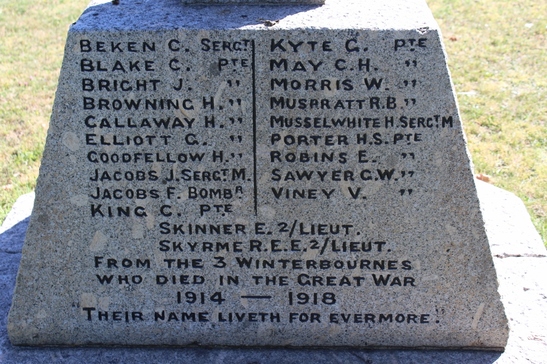 BEKEN C. SERGT
BLAKE C. PTE
BRIGHT J. "
BROWNING H. "
CALLAWAY H. "
ELLIOTT G. "
GOODFELLOW H. "
JACOBS J. SERGT M.
JACOBS F. BOMBR
KING C. PTE
KYTE G. PTE
MAY C.H. "
MORRIS W. "
MUSPRATT R.B. "
MUSSELWHITE H. SERGT M
PORTER H.S. PTE
ROBINS E. "
SAWYER G.W. "
VINEY V. "
SKINNER E. 2/LIEUT.
SKYRME R.E.E. 2/LIEUT.
FROM THE 3 WINTERBOURNES
WHO DIED IN THE GREAT WAR
1914 — 1918
"THEIR NAME LIVETH FOR EVERMORE."